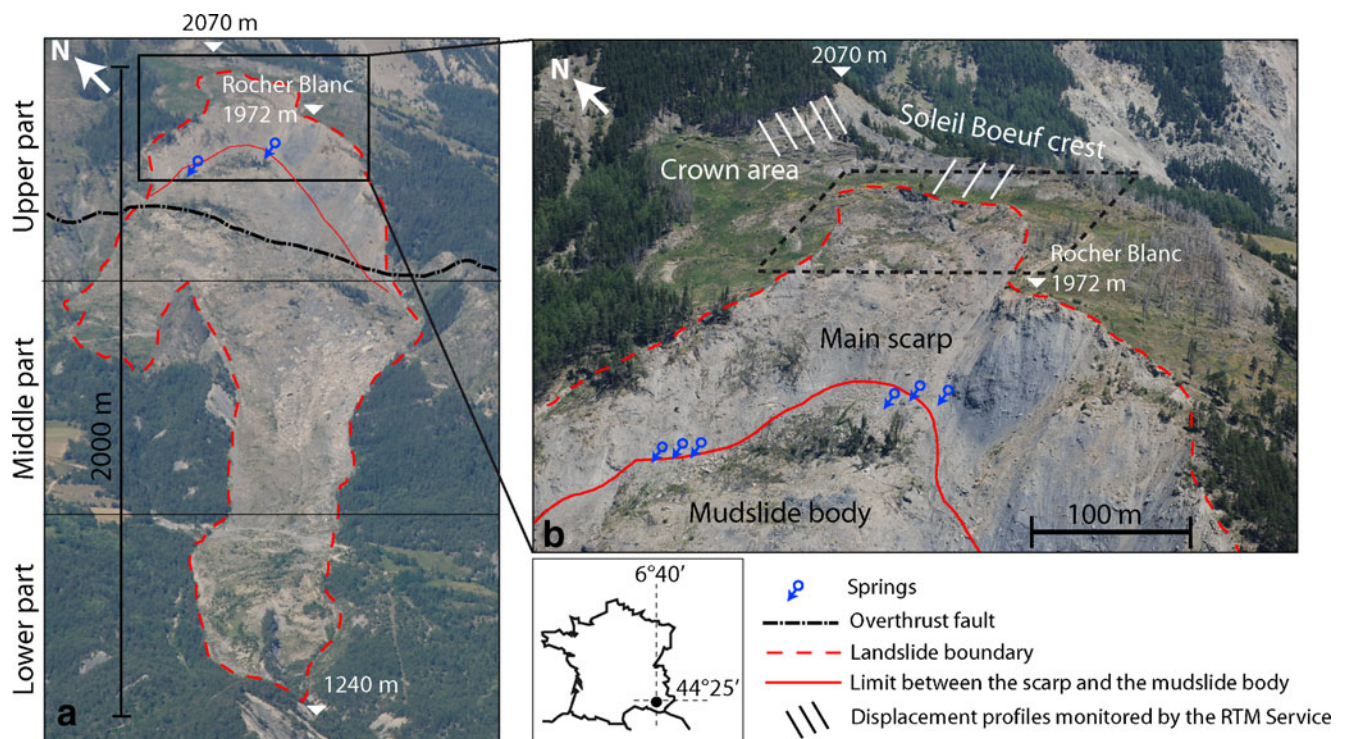 2070 m
N
Rocher Blanc
1972 m
Upper part
Middle part
Lower part
2000 m
1240 m
a
2070 m
N
Soleil Boeuf crest
Crown area
Rocher Blanc
1972 m
Main scarp
Mudslide body
100 m
b
6°40′
44°25′
Springs
Overthrust fault
Landslide boundary
Limit between the scarp and the mudslide body
Displacement profiles monitored by the RTM Service